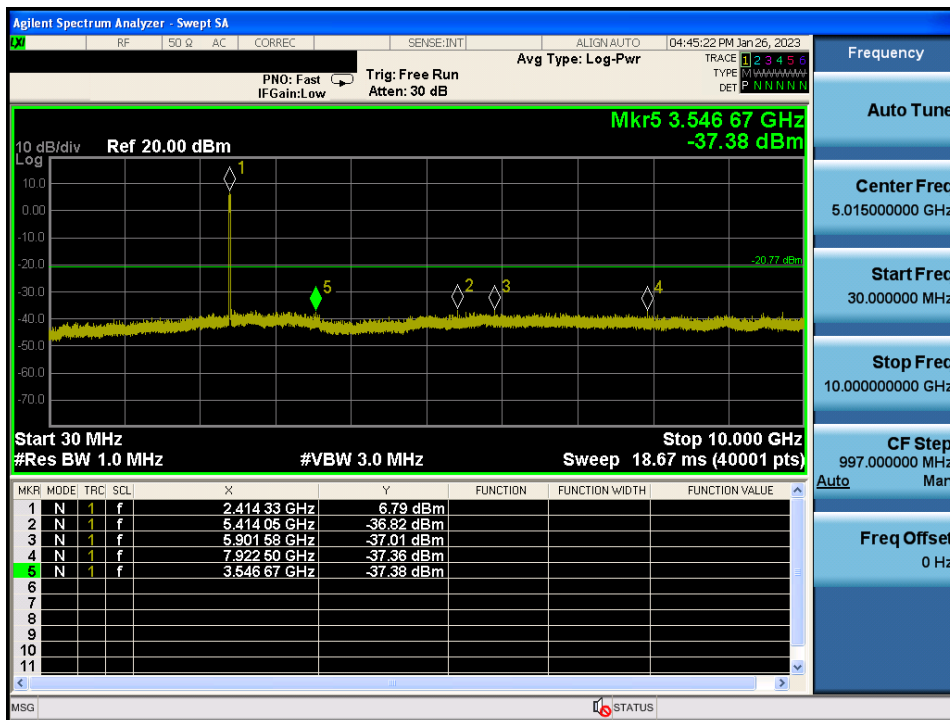 Agilent Spectrum Analyzer - Swept SA
LXI RF 50 Ω AC CORREC SENSE:INT ALIGN AUTO 04:45:22 PM Jan 26, 2023
PNO: Fast
IFGain:Low
Trig: Free Run
Atten: 30 dB
Avg Type: Log-Pwr
TRACE 1 2 3 4 5 6
TYPE M W W W W W
DET P N N N N N
Mkr5 3.546 67 GHz
-37.38 dBm
10 dB/div Ref 20.00 dBm
Log
10.0
0.00
-10.0
-20.0
-30.0
-40.0
-50.0
-60.0
-70.0
1
5
2
3
4
-20.77 dBm
Start 30 MHz Stop 10.000 GHz
#Res BW 1.0 MHz #VBW 3.0 MHz Sweep 18.67 ms (40001 pts)
MKR MODE TRC SCL X Y FUNCTION FUNCTION WIDTH FUNCTION VALUE
1 N 1 f 2.414 33 GHz 6.79 dBm
2 N 1 f 5.414 05 GHz -36.82 dBm
3 N 1 f 5.901 58 GHz -37.01 dBm
4 N 1 f 7.922 50 GHz -37.36 dBm
5 N 1 f 3.546 67 GHz -37.38 dBm
6
7
8
9
10
11
MSG STATUS
Frequency
Auto Tune
Center Freq
5.015000000 GHz
Start Freq
30.000000 MHz
Stop Freq
10.000000000 GHz
CF Step
997.000000 MHz
Auto Man
Freq Offset
0 Hz